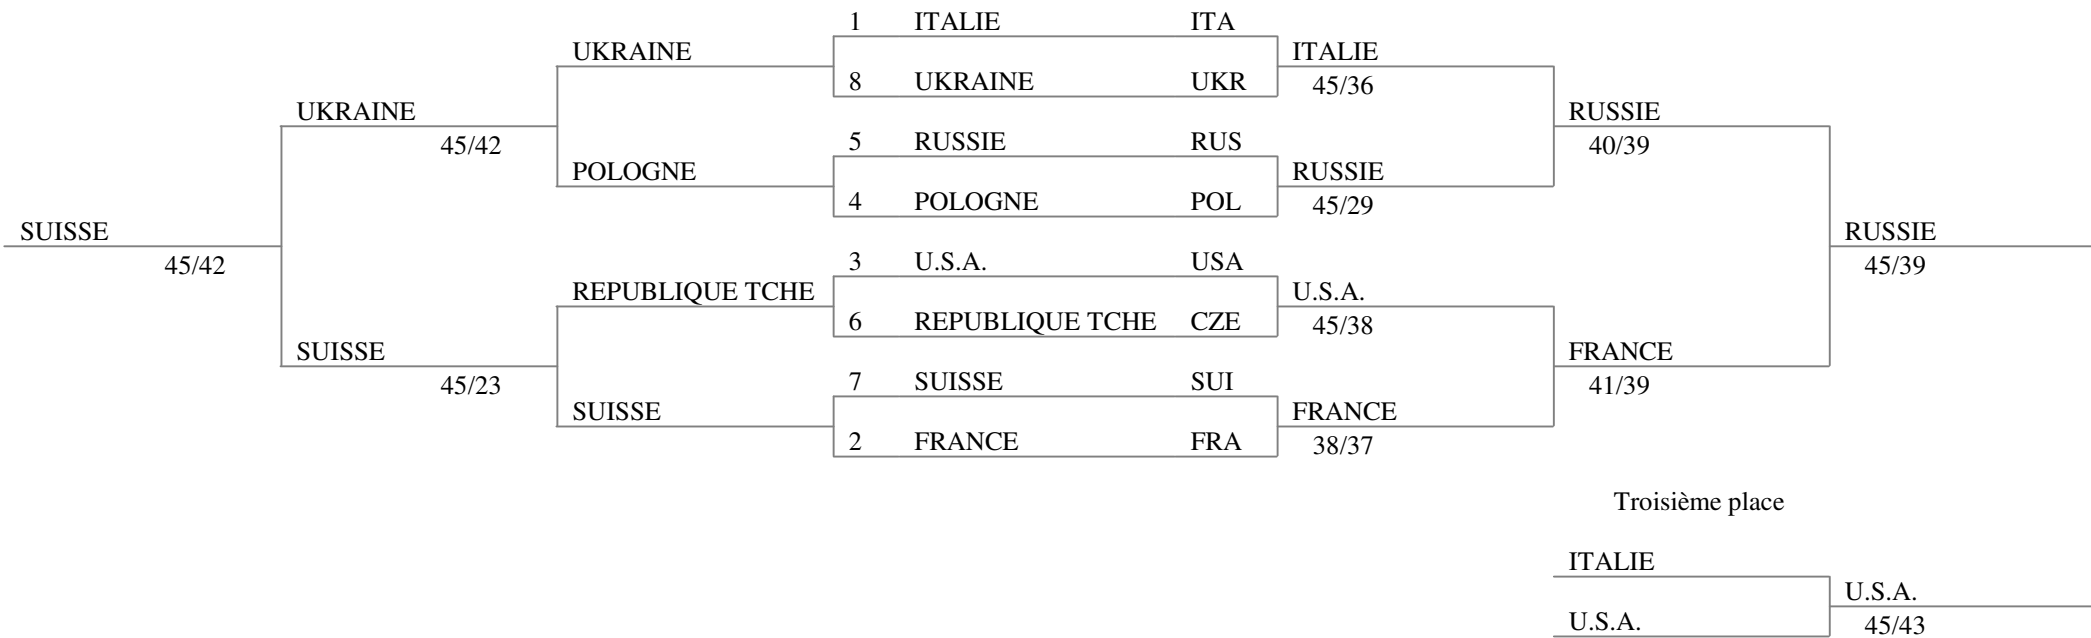 1 ITALIE ITA
UKRAINE ITALIE
8 UKRAINE UKR 45/36
UKRAINE RUSSIE
45/42 5 RUSSIE RUS 40/39
POLOGNE RUSSIE
4 POLOGNE POL 45/29
SUISSE RUSSIE
45/42 3 U.S.A. USA 45/39
REPUBLIQUE TCHE U.S.A.
6 REPUBLIQUE TCHE CZE 45/38
SUISSE FRANCE
45/23 7 SUISSE SUI 41/39
SUISSE FRANCE
2 FRANCE FRA 38/37
Troisième place
ITALIE
U.S.A.
U.S.A. 45/43